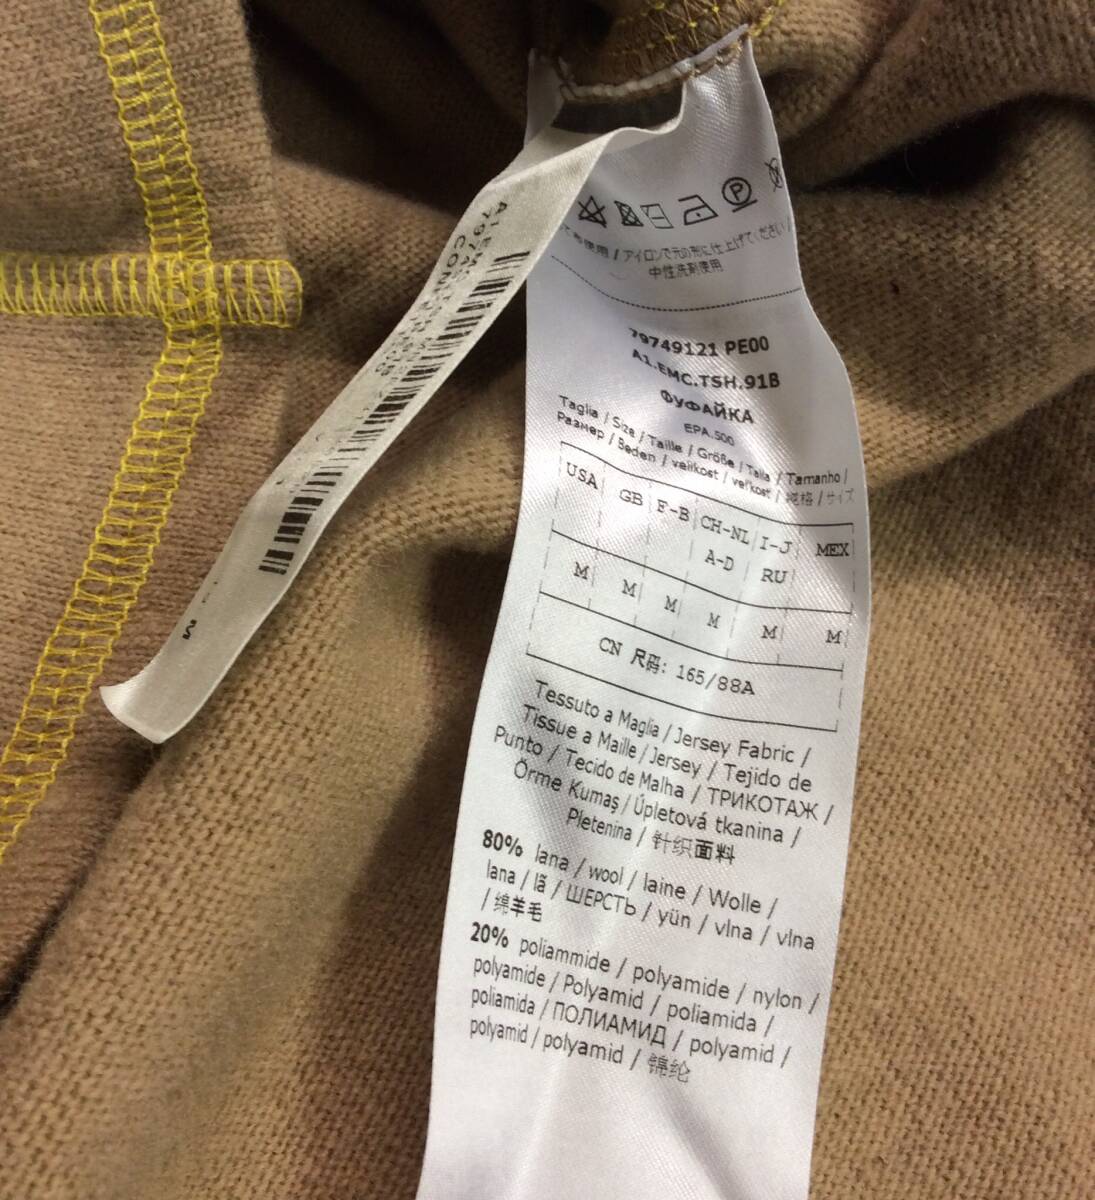 使用 / アイロンで元の形に仕上げてください /
中性洗剤使用
79749121 PE00
A1.EMC.TSH.91B
ФУФАЙКА
EPA.500
Taglia / Size / Taille / Größe / Talla / Tamanho /
Размер / Beden / velikost / veľkost / 规格 / サイズ
USA GB F-B CH-NL I-J MEX
A-D RU
M M M M M M
CN 尺码: 165/88A
Tessuto a Maglia / Jersey Fabric /
Tissue a Maille / Jersey / Tejido de
Punto / Tecido de Malha / ТРИКОТАЖ /
Örme Kumaş / Úpletová tkanina /
Pletenina / 针织面料
80% lana / wool / laine / Wolle /
lana / lã / ШЕРСТЬ / yün / vlna / vlna
/ 绵羊毛
20% poliammide / polyamide / nylon /
polyamide / Polyamid / poliamida /
poliamida / ПОЛИАМИД / polyamid /
polyamid / polyamid / 锦纶
M